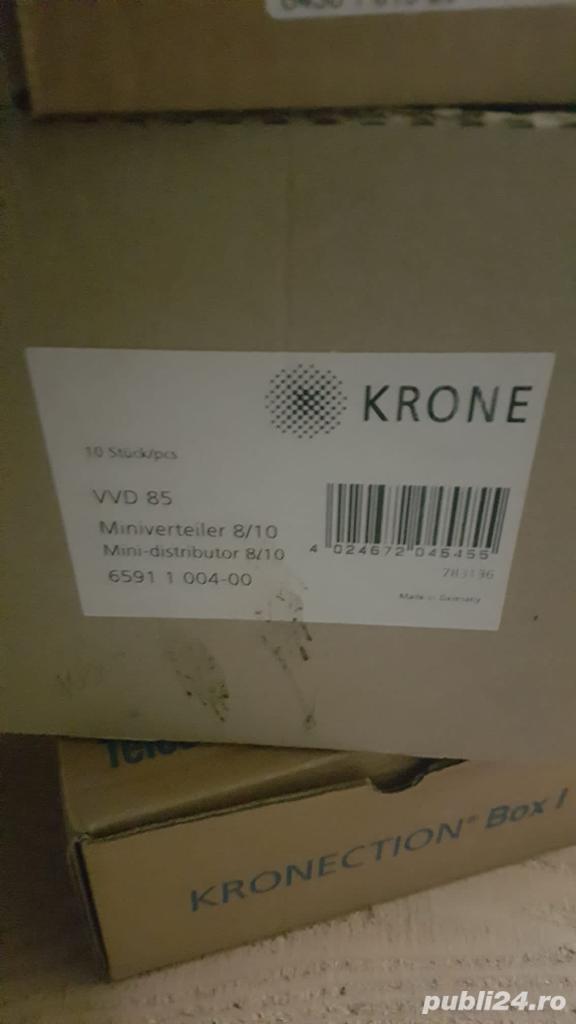 KRONE
10 Stück/pcs
VVD 85
Miniverteiler 8/10
Mini-distributor 8/10
6591 1 004-00
4 024672 045455
783136
Made in Germany
KRONECTION® Box I
publi24.ro